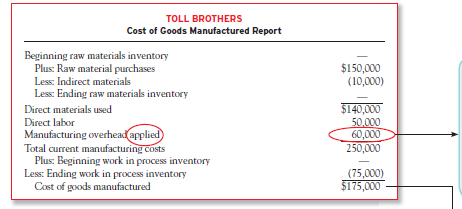 TOLL BROTHERS
Cost of Goods Manufactured Report
Beginning raw materials inventory —
Plus: Raw material purchases $150,000
Less: Indirect materials (10,000)
Less: Ending raw materials inventory —
Direct materials used $140,000
Direct labor 50,000
Manufacturing overhead applied 60,000
Total current manufacturing costs 250,000
Plus: Beginning work in process inventory —
Less: Ending work in process inventory (75,000)
Cost of goods manufactured $175,000